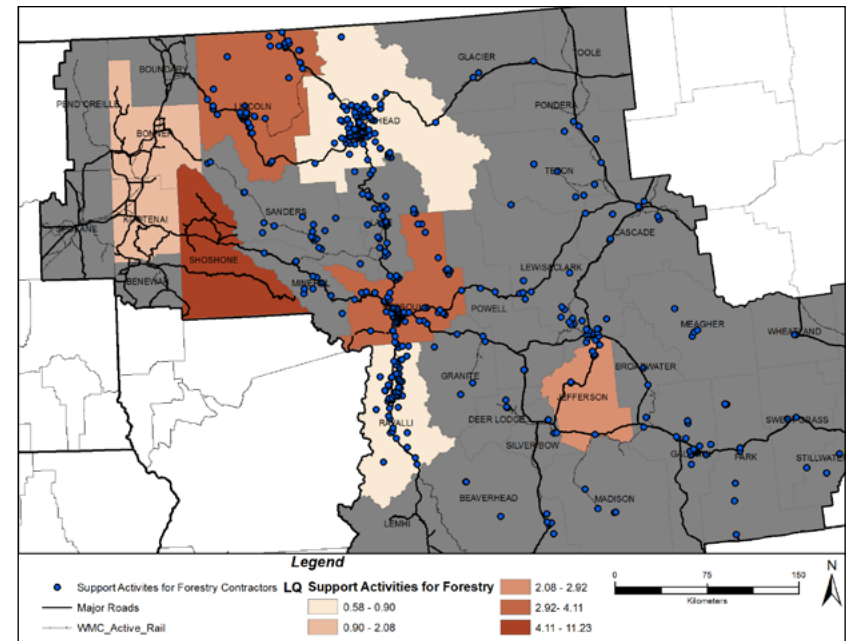 GLACIER
TOOLE
BOUNDARY
PEND OREILLE
LINCOLN
HEAD
PONDERA
BONNER
TETON
SANDERS
KOOTENAI
CASCADE
SHOSHONE
LEWIS&CLARK
BENEWAH
MINERAL
POWELL
MEAGHER
WHEATLAND
GRANITE
BROADWATER
JEFFERSON
DEER LODGE
RAVALLI
SWEET GRASS
SILVER BOW
GALLATIN
PARK
STILLWATER
BEAVERHEAD
MADISON
LEMHI
Legend
Support Activites for Forestry Contractors
Major Roads
WMC_Active_Rail
LQ Support Activities for Forestry
0.58 - 0.90
0.90 - 2.08
2.08 - 2.92
2.92- 4.11
4.11 - 11.23
0 75 150
Kilometers
N